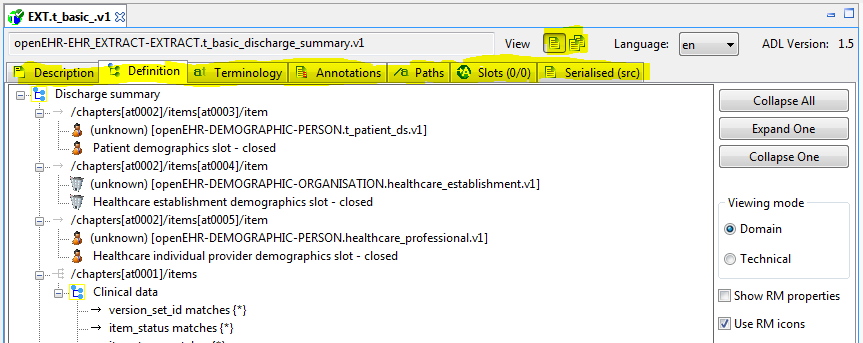 EXT.t_basic_.v1
openEHR-EHR_EXTRACT-EXTRACT.t_basic_discharge_summary.v1 View Language: en ADL Version: 1.5
Description Definition Terminology Annotations Paths Slots (0/0) Serialised (src)
Discharge summary
/chapters[at0002]/items[at0003]/item
(unknown) [openEHR-DEMOGRAPHIC-PERSON.t_patient_ds.v1]
Patient demographics slot - closed
/chapters[at0002]/items[at0004]/item
(unknown) [openEHR-DEMOGRAPHIC-ORGANISATION.healthcare_establishment.v1]
Healthcare establishment demographics slot - closed
/chapters[at0002]/items[at0005]/item
(unknown) [openEHR-DEMOGRAPHIC-PERSON.healthcare_professional.v1]
Healthcare individual provider demographics slot - closed
/chapters[at0001]/items
Clinical data
→ version_set_id matches {*}
→ item_status matches {*}
Collapse All
Expand One
Collapse One
Viewing mode
Domain
Technical
Show RM properties
Use RM icons